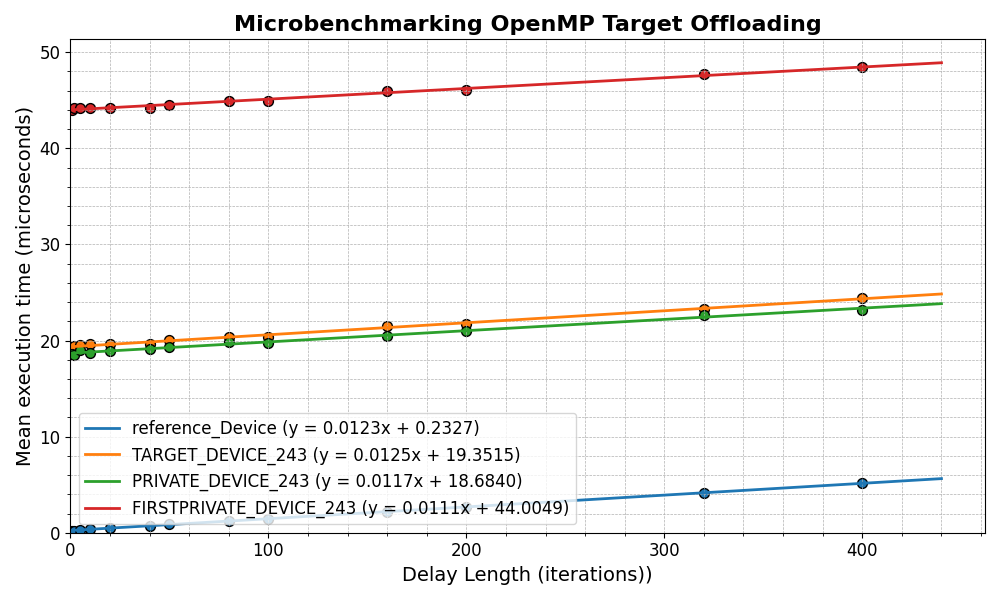 Microbenchmarking OpenMP Target Offloading
Mean execution time (microseconds)
50
40
30
20
10
0
reference_Device (y = 0.0123x + 0.2327)
TARGET_DEVICE_243 (y = 0.0125x + 19.3515)
PRIVATE_DEVICE_243 (y = 0.0117x + 18.6840)
FIRSTPRIVATE_DEVICE_243 (y = 0.0111x + 44.0049)
0 100 200 300 400
Delay Length (iterations))